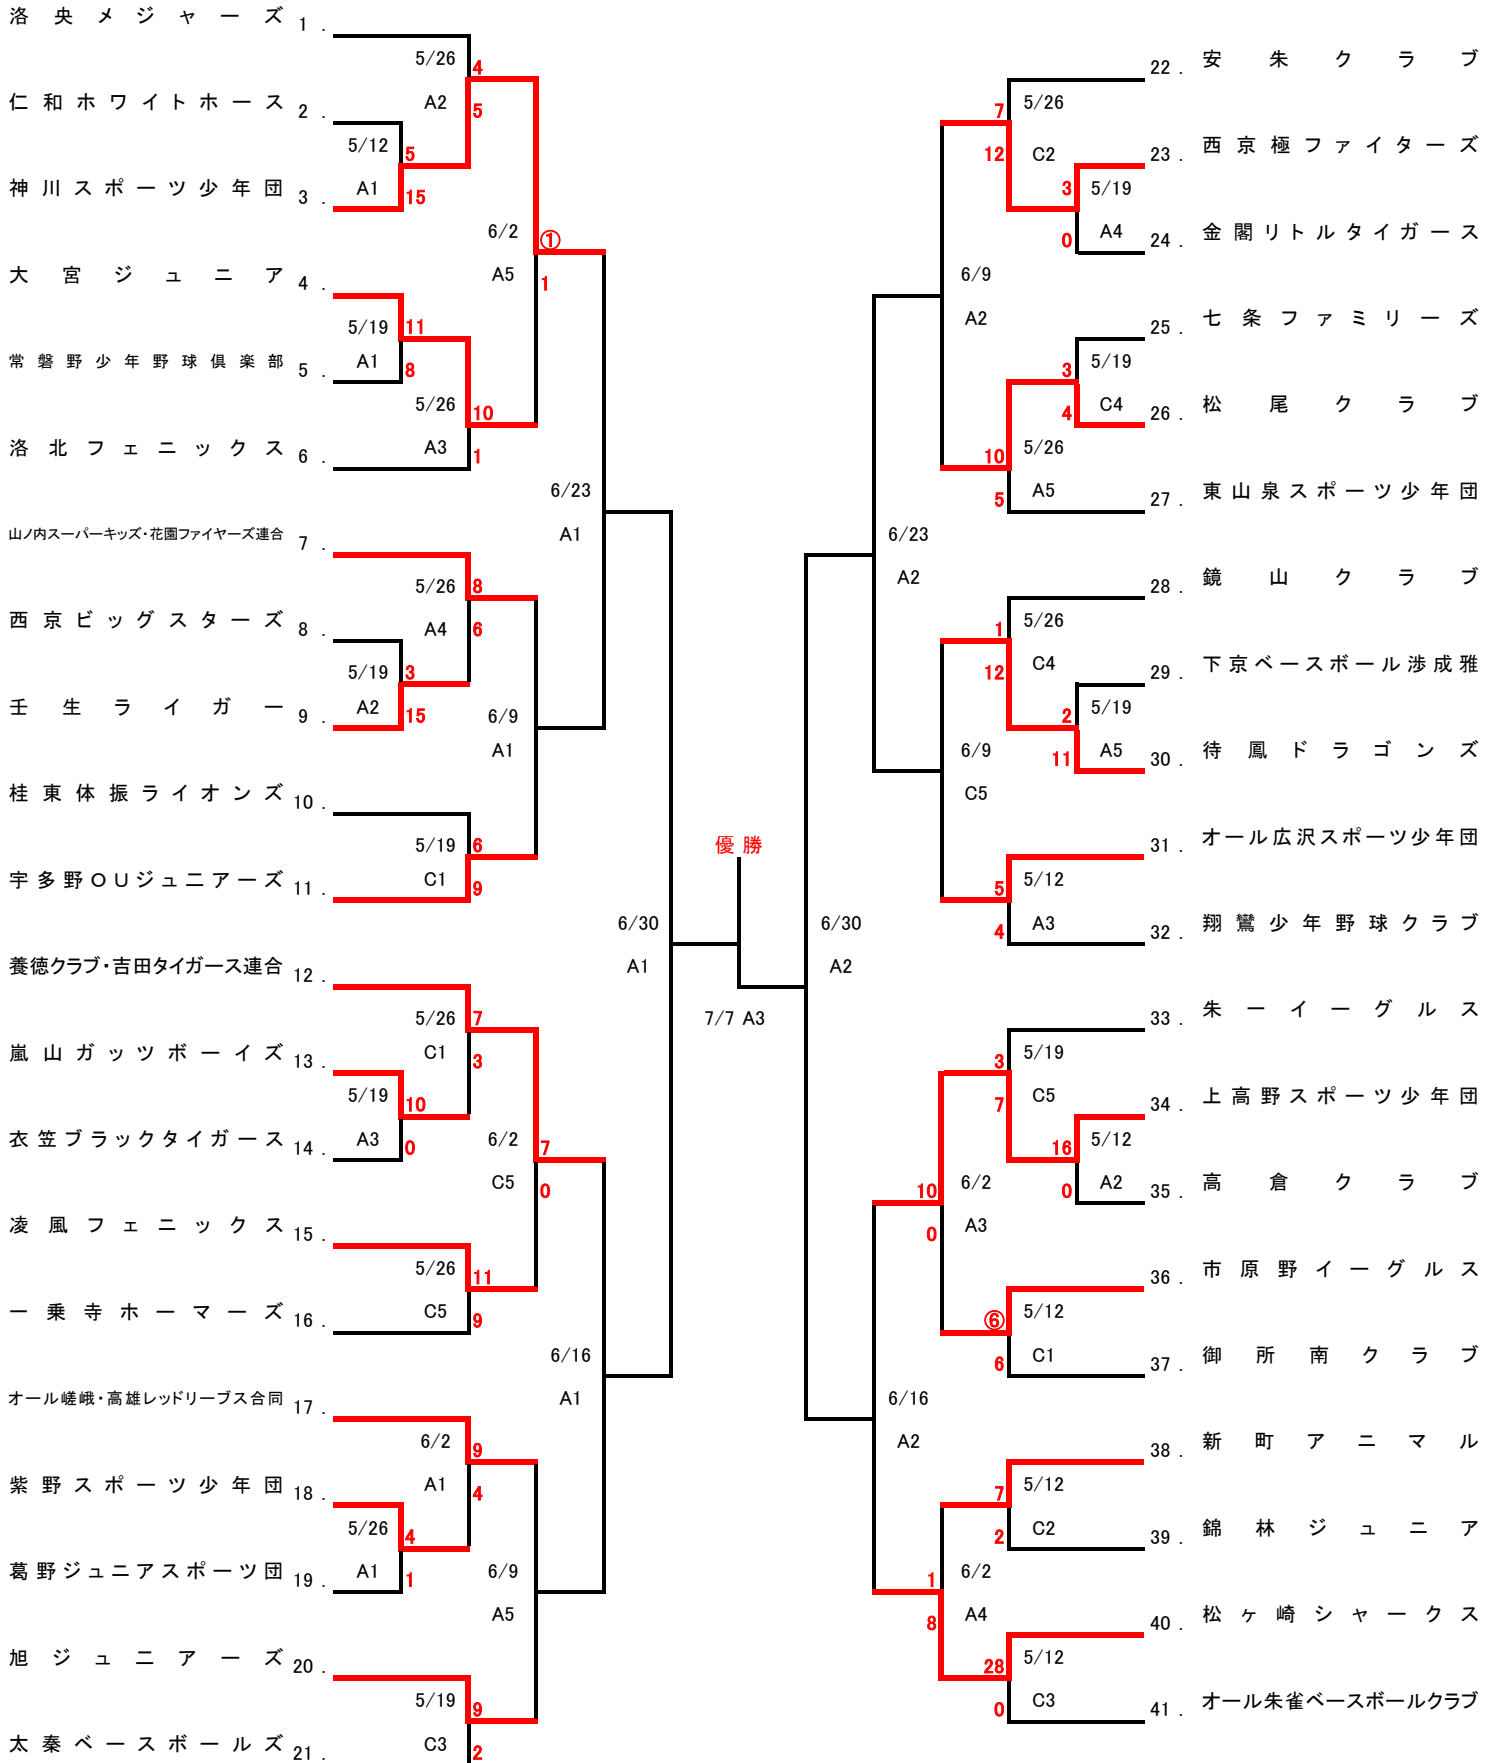 洛央メジャーズ 1 .
5/26 4
仁和ホワイトホース 2 . A2 5
5/12 5
神川スポーツ少年団 3 . A1 15
6/2 ①
大宮ジュニア 4 . A5 1
5/19 11
常磐野少年野球倶楽部 5 . A1 8
5/26 10
洛北フェニックス 6 . A3 1
6/23
山ノ内スーパーキッズ・花園ファイヤーズ連合 7 . A1
5/26 8
西京ビッグスターズ 8 . A4 6
5/19 3
壬生ライガー 9 . A2 15
6/9
A1
桂東体振ライオンズ 10 .
5/19 6
宇多野OUジュニアーズ 11 . C1 9
6/30
養徳クラブ・吉田タイガース連合 12 . A1
5/26 7
嵐山ガッツボーイズ 13 . C1 3
5/19 10
衣笠ブラックタイガース 14 . A3 0
6/2 7
C5 0
凌風フェニックス 15 .
5/26 11
一乗寺ホーマーズ 16 . C5 9
6/16
オール嵯峨・高雄レッドリーブス合同 17 . A1
6/2 9
紫野スポーツ少年団 18 . A1 4
5/26 4
葛野ジュニアスポーツ団 19 . A1 1
6/9
A5
旭ジュニアーズ 20 .
5/19 9
太秦ベースボールズ 21 . C3 2
優勝
7/7 A3
22 . 安朱クラブ
7 5/26
12 C2 23 . 西京極ファイターズ
3 5/19
0 A4 24 . 金閣リトルタイガース
6/9
A2
25 . 七条ファミリーズ
3 5/19
4 C4 26 . 松尾クラブ
10 5/26
5 A5 27 . 東山泉スポーツ少年団
6/23
A2
28 . 鏡山クラブ
1 5/26
12 C4 29 . 下京ベースボール渉成雅
2 5/19
11 A5 30 . 待鳳ドラゴンズ
6/9
C5
31 . オール広沢スポーツ少年団
5 5/12
4 A3 32 . 翔鸞少年野球クラブ
6/30
A2
33 . 朱一イーグルス
3 5/19
7 C5 34 . 上高野スポーツ少年団
16 5/12
0 A2 35 . 高倉クラブ
10 6/2
0 A3
36 . 市原野イーグルス
⑥ 5/12
6 C1 37 . 御所南クラブ
6/16
A2
38 . 新町アニマル
7 5/12
2 C2 39 . 錦林ジュニア
1 6/2
8 A4
40 . 松ヶ崎シャークス
28 5/12
0 C3 41 . オール朱雀ベースボールクラブ